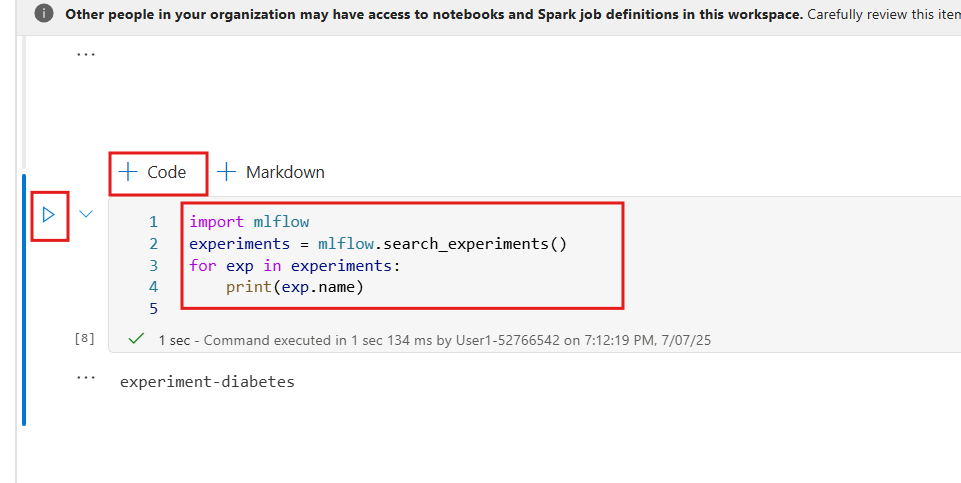 Other people in your organization may have access to notebooks and Spark job definitions in this workspace. Carefully review this item
...
+ Code + Markdown
1 import mlflow
2 experiments = mlflow.search_experiments()
3 for exp in experiments:
4     print(exp.name)
5
[8] 1 sec - Command executed in 1 sec 134 ms by User1-52766542 on 7:12:19 PM, 7/07/25
... experiment-diabetes